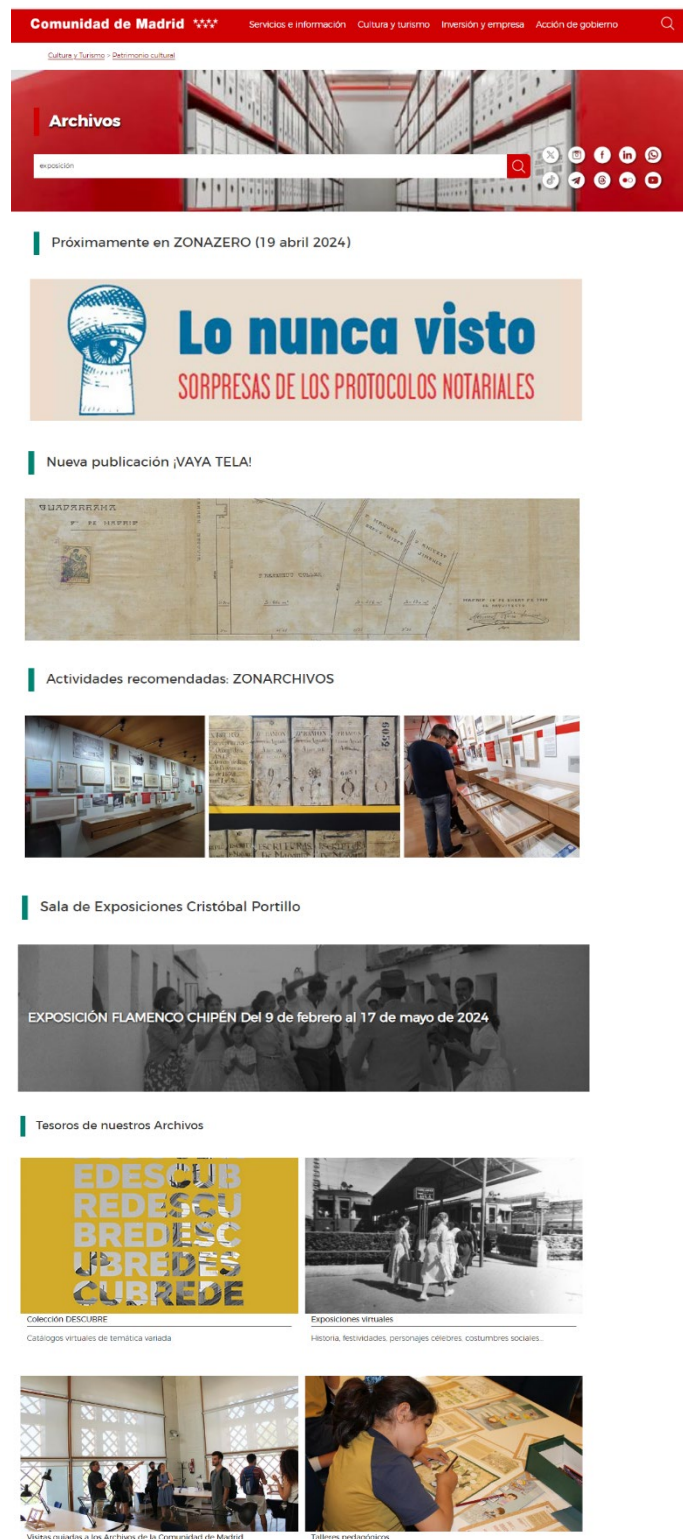 Comunidad de Madrid
Servicios e información Cultura y turismo Inversión y empresa Acción de gobierno
Cultura y Turismo > Patrimonio cultural
Archivos
exposición
Próximamente en ZONAZERO (19 abril 2024)
Lo nunca visto
SORPRESAS DE LOS PROTOCOLOS NOTARIALES
Nueva publicación ¡VAYA TELA!
GUADARRAMA
Actividades recomendadas: ZONARCHIVOS
Sala de Exposiciones Cristóbal Portillo
EXPOSICIÓN FLAMENCO CHIPÉN Del 9 de febrero al 17 de mayo de 2024
Tesoros de nuestros Archivos
EDESCUB
REDESCU
BREDESC
UBREDES
CUBREDE
Colección DESCUBRE
Catálogos virtuales de temática variada
Exposiciones virtuales
Historia, festividades, personajes célebres, costumbres sociales...
Visitas guiadas a los Archivos de la Comunidad de Madrid
Talleres pedagógicos